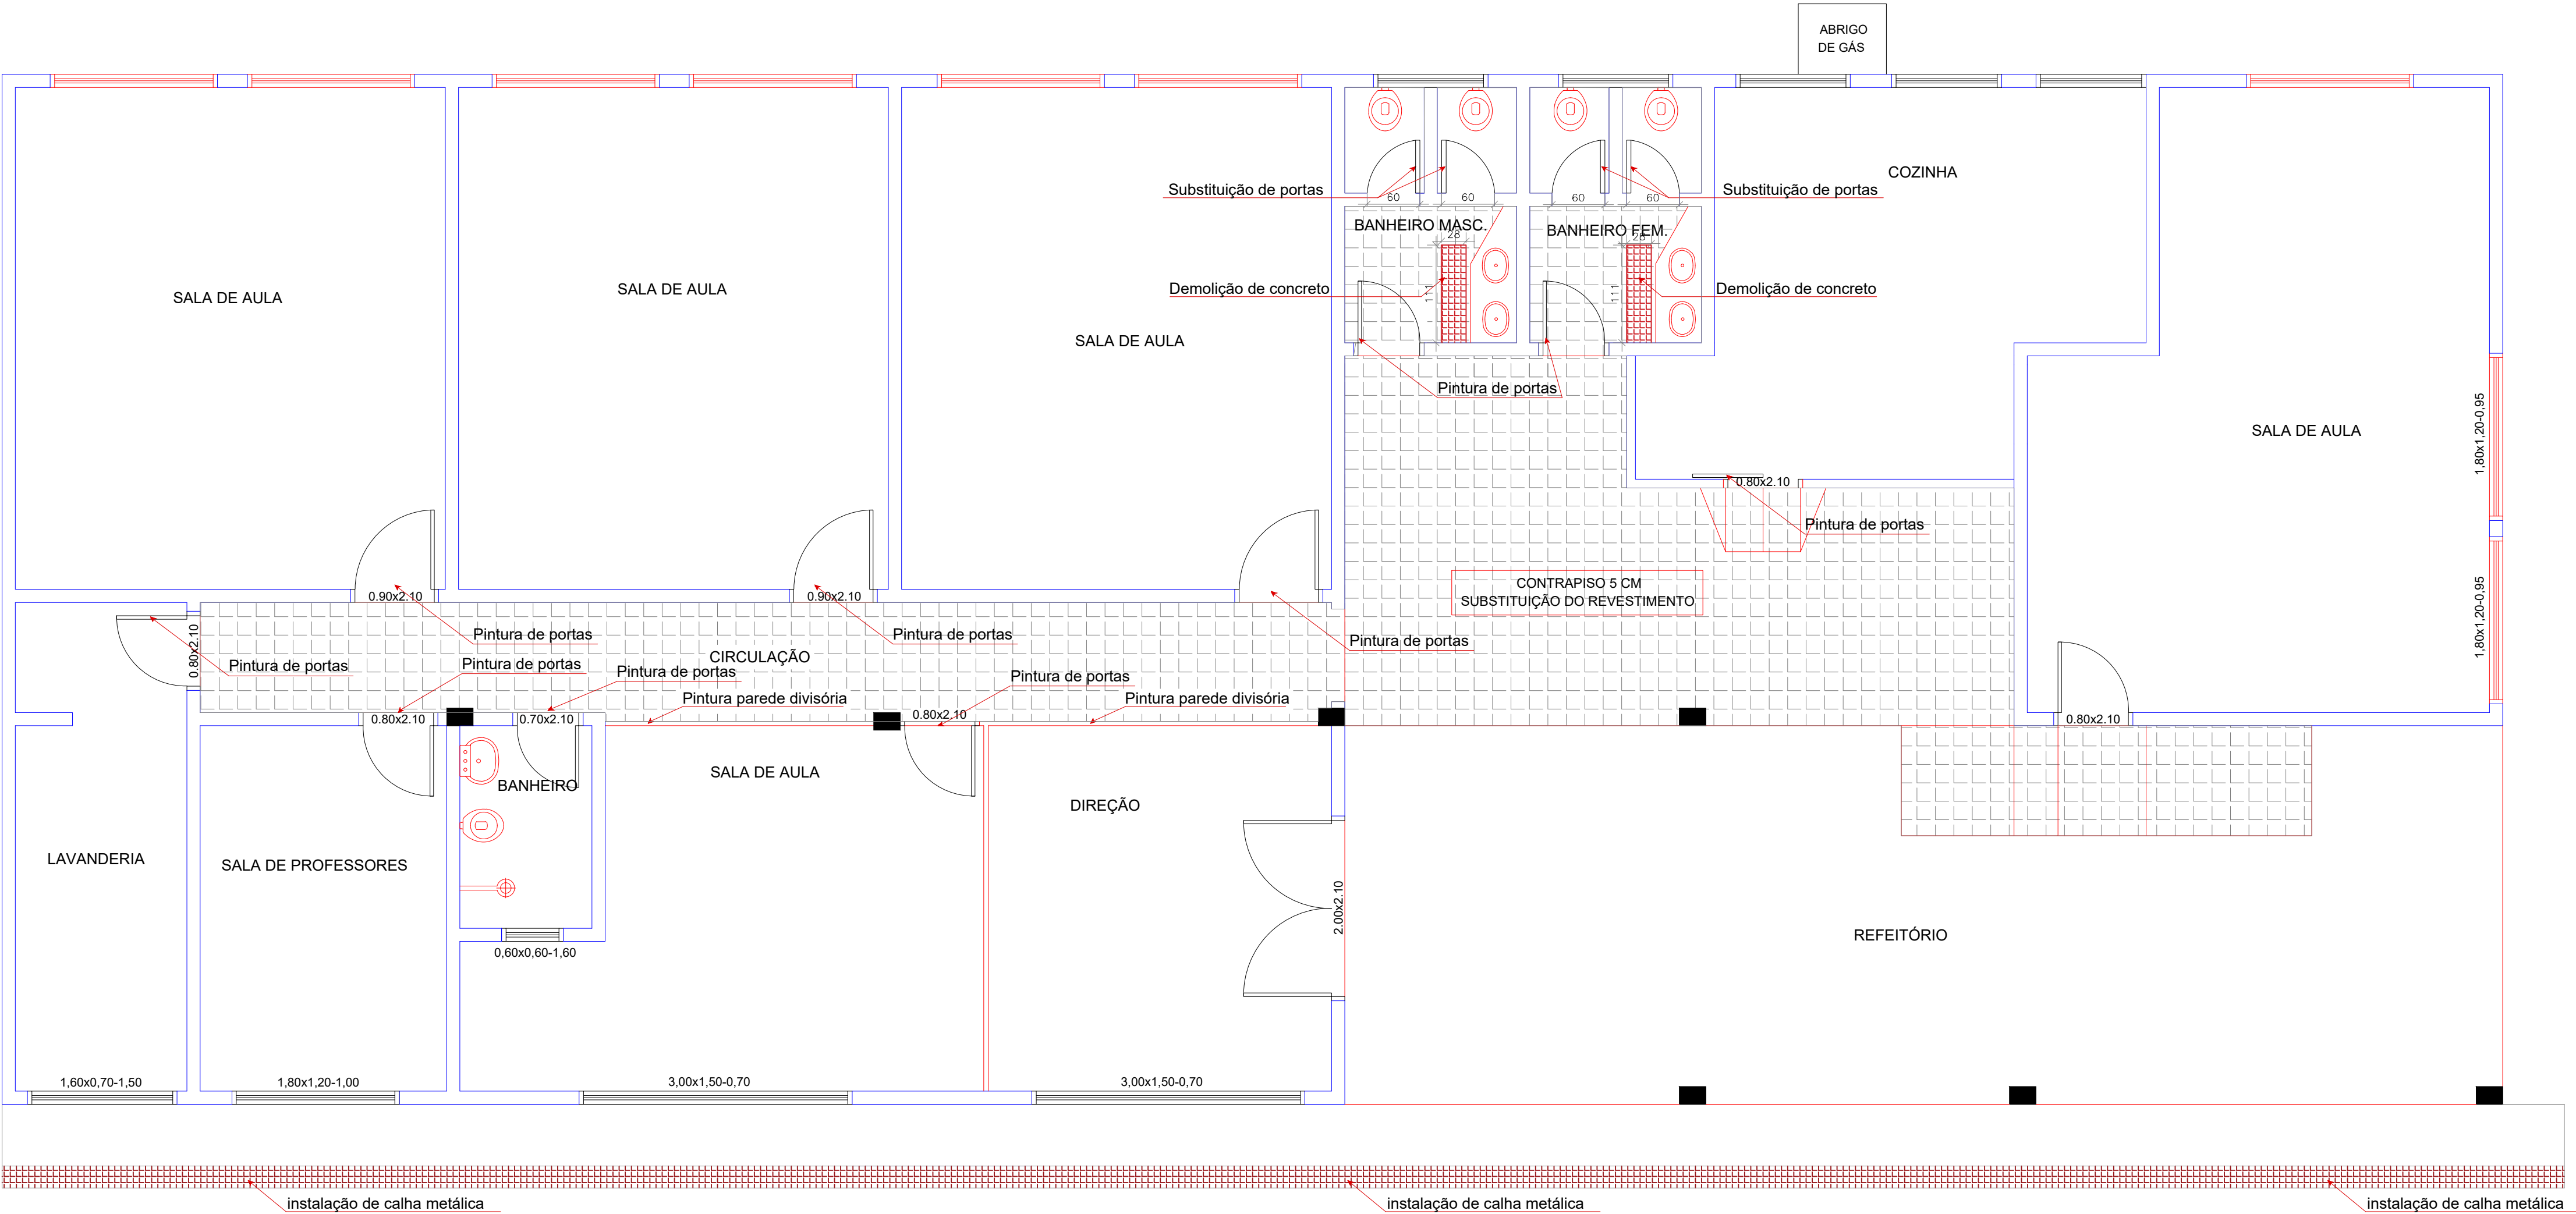 ABRIGO
DE GÁS
COZINHA
Substituição de portas
Substituição de portas
60
60
60
60
BANHEIRO MASC.
BANHEIRO FEM.
28
28
SALA DE AULA
SALA DE AULA
Demolição de concreto
111
111
Demolição de concreto
SALA DE AULA
Pintura de portas
1,80x1,20-0,95
SALA DE AULA
0.80x2.10
Pintura de portas
CONTRAPISO 5 CM
SUBSTITUIÇÃO DO REVESTIMENTO
0.90x2.10
0.90x2.10
1,80x1,20-0,95
0.80x2.10
Pintura de portas
Pintura de portas
Pintura de portas
CIRCULAÇÃO
Pintura de portas
Pintura de portas
Pintura de portas
Pintura de portas
Pintura parede divisória
Pintura parede divisória
0.80x2.10
0.70x2.10
0.80x2.10
0.80x2.10
SALA DE AULA
BANHEIRO
DIREÇÃO
LAVANDERIA
SALA DE PROFESSORES
2.00x2.10
REFEITÓRIO
0,60x0,60-1,60
1,60x0,70-1,50
1,80x1,20-1,00
3,00x1,50-0,70
3,00x1,50-0,70
instalação de calha metálica
instalação de calha metálica
instalação de calha metálica